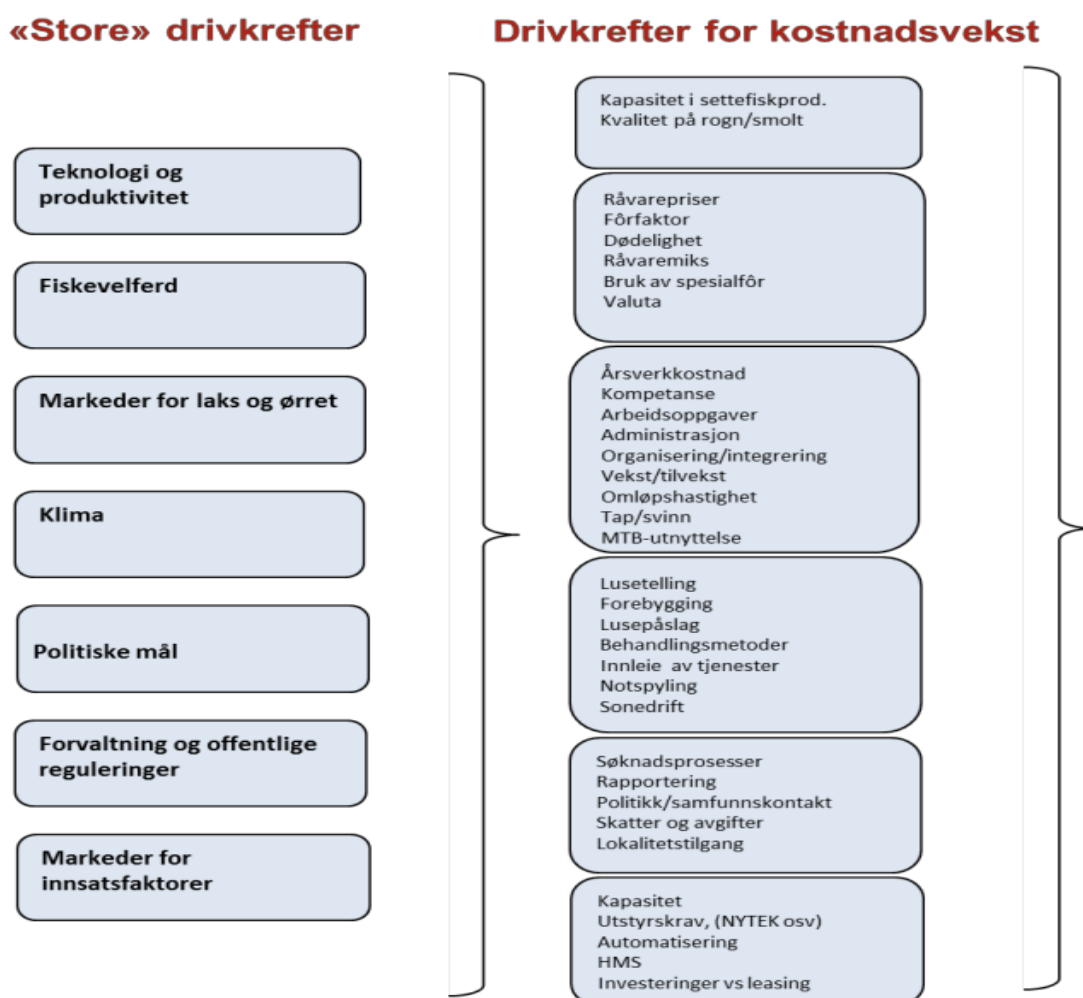 «Store» drivkrefter
Teknologi og
produktivitet
Fiskevelferd
Markeder for laks og ørret
Klima
Politiske mål
Forvaltning og offentlige
reguleringer
Markeder for
innsatsfaktorer
Drivkrefter for kostnadsvekst
Kapasitet i settefiskprod.
Kvalitet på rogn/smolt
Råvarepriser
Fôrfaktor
Dødelighet
Råvaremiks
Bruk av spesialfôr
Valuta
Årsverkkostnad
Kompetanse
Arbeidsoppgaver
Administrasjon
Organisering/integrering
Vekst/tilvekst
Omløpshastighet
Tap/svinn
MTB-utnyttelse
Lusetelling
Forebygging
Lusepåslag
Behandlingsmetoder
Innleie av tjenester
Notspyling
Sonedrift
Søknadsprosesser
Rapportering
Politikk/samfunnskontakt
Skatter og avgifter
Lokalitetstilgang
Kapasitet
Utstyrskrav, (NYTEK osv)
Automatisering
HMS
Investeringer vs leasing